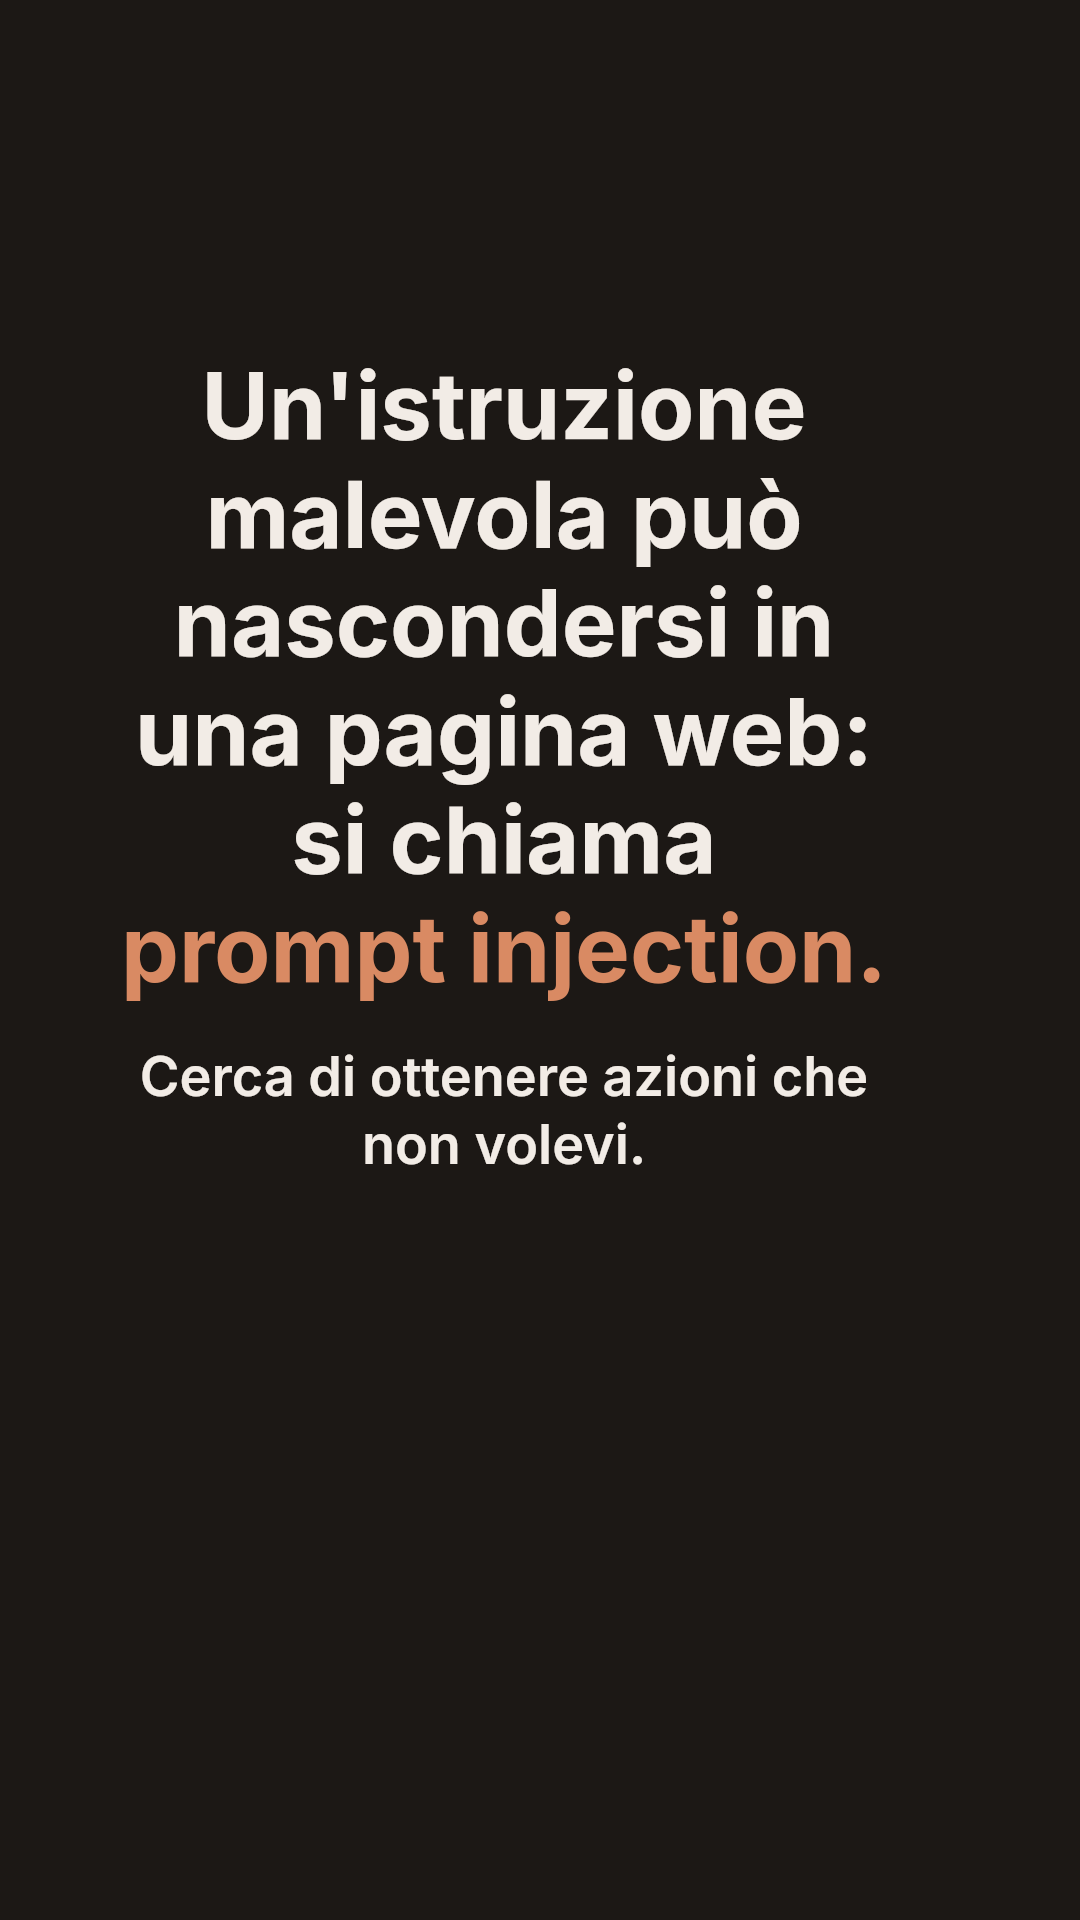 Un'istruzione
malevola può
nascondersi in
una pagina web:
si chiama
prompt injection.
Cerca di ottenere azioni che
non volevi.